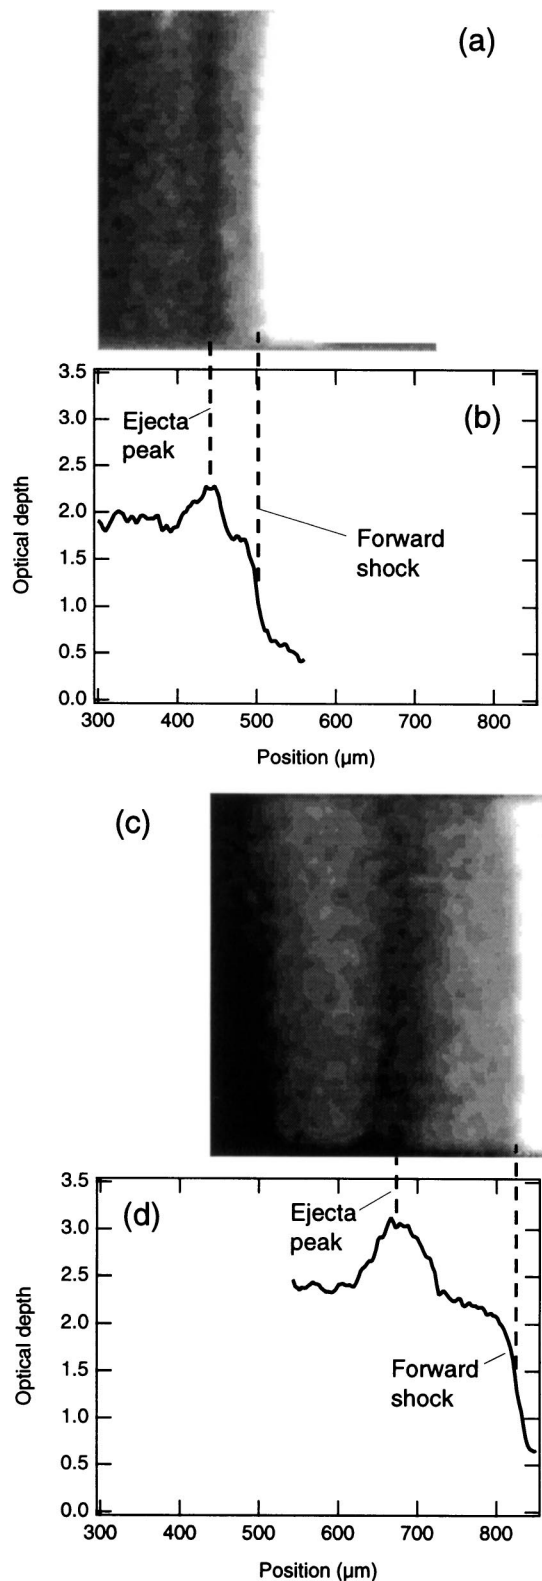 (a)
3.5
3.0
2.5
2.0
1.5
1.0
0.5
0.0
Optical depth
Ejecta
peak
(b)
Forward
shock
300 400 500 600 700 800
Position (µm)
(c)
3.5
3.0
2.5
2.0
1.5
1.0
0.5
0.0
Optical depth
(d)
Ejecta
peak
Forward
shock
300 400 500 600 700 800
Position (µm)